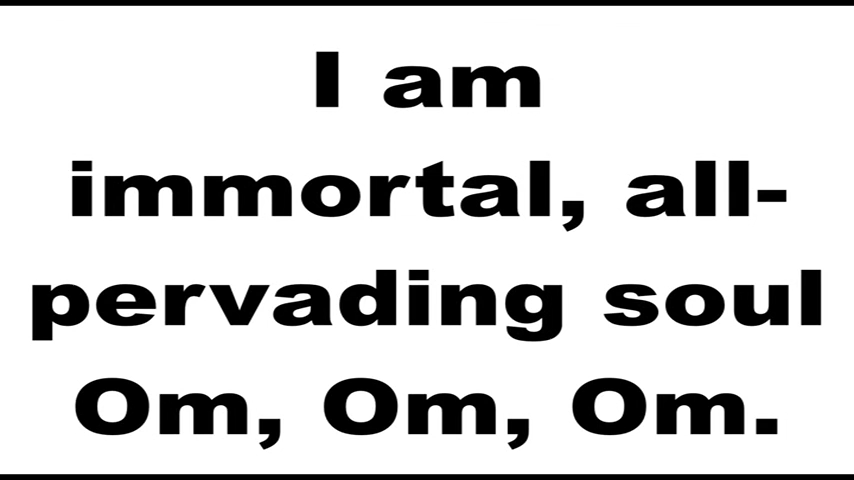 I am
immortal, all-
pervading soul
Om, Om, Om.